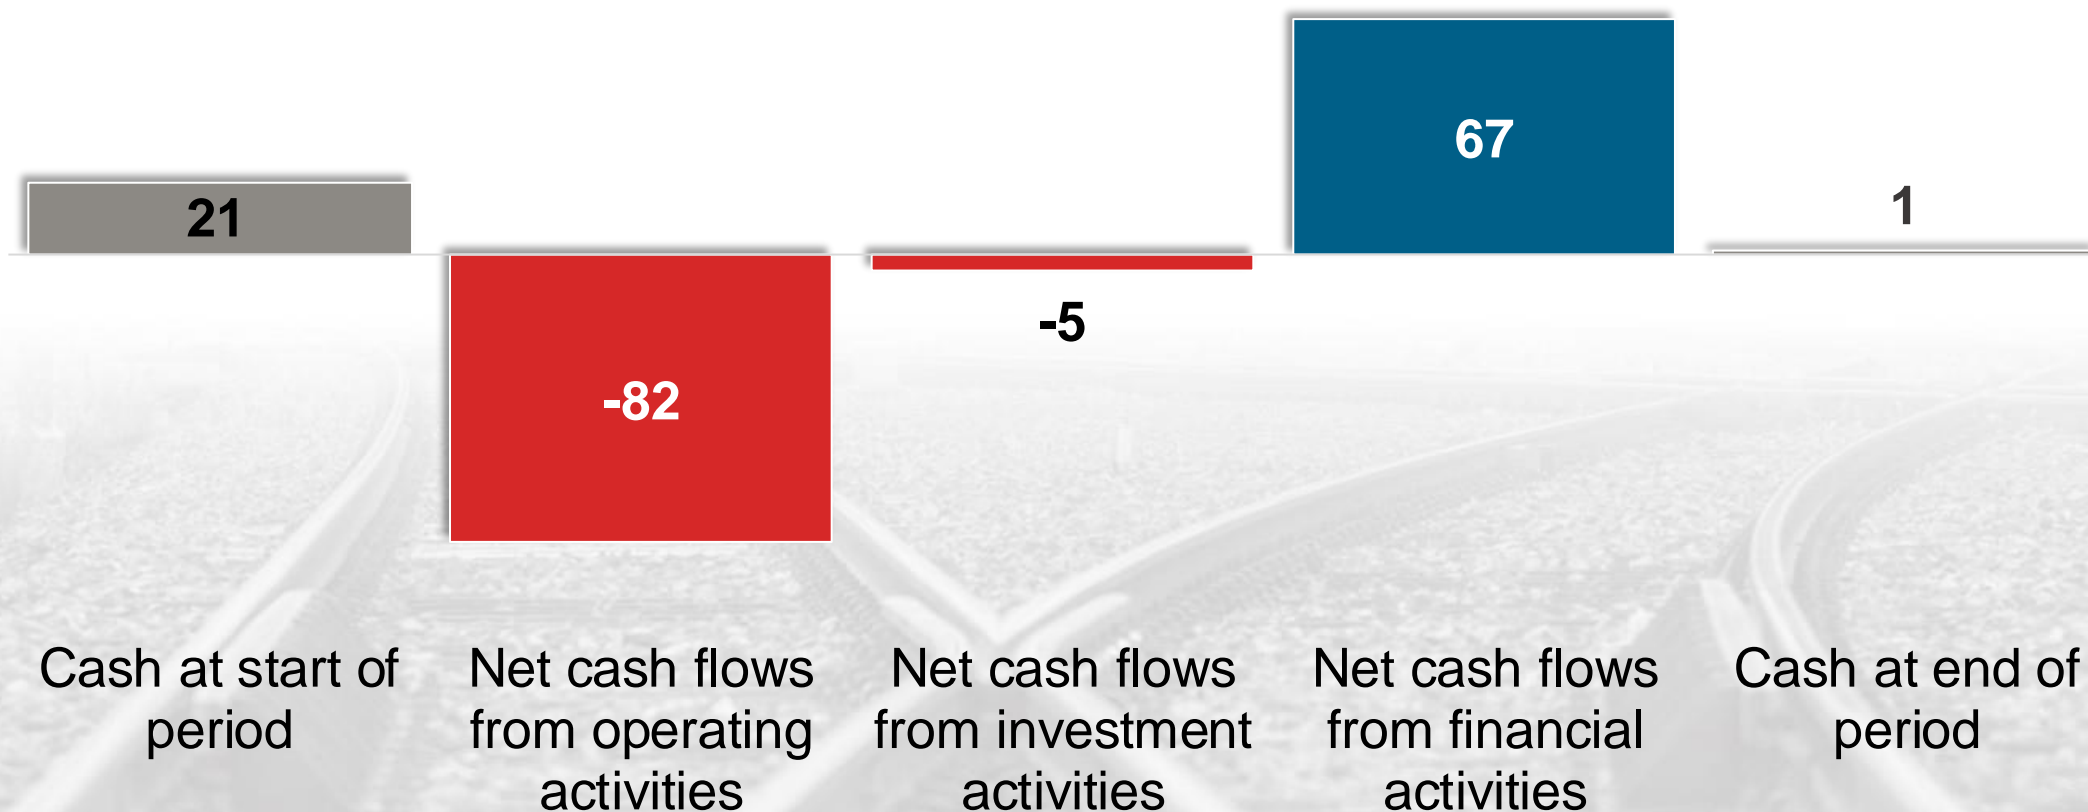 67
21
1
-5
-82
Cash at start of
period
Net cash flows
from operating
activities
Net cash flows
from investment
activities
Net cash flows
from financial
activities
Cash at end of
period